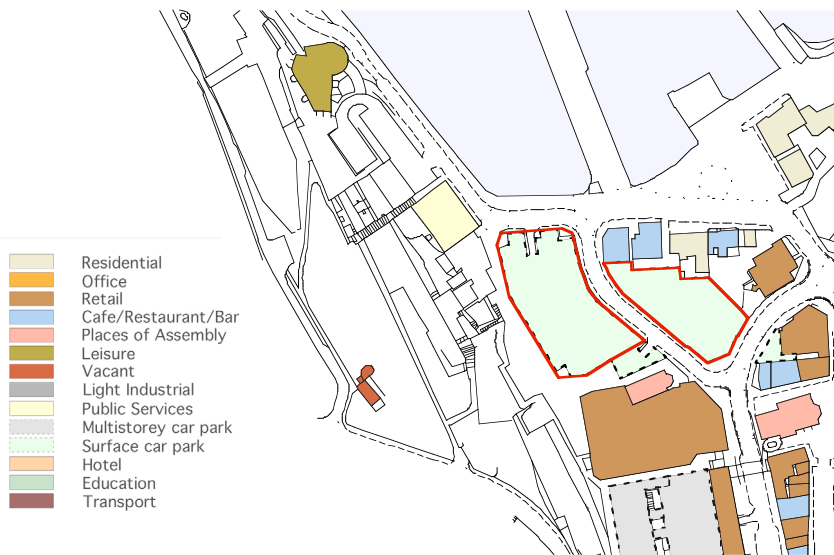 Residential
Office
Retail
Cafe/Restaurant/Bar
Places of Assembly
Leisure
Vacant
Light Industrial
Public Services
Multistorey car park
Surface car park
Hotel
Education
Transport